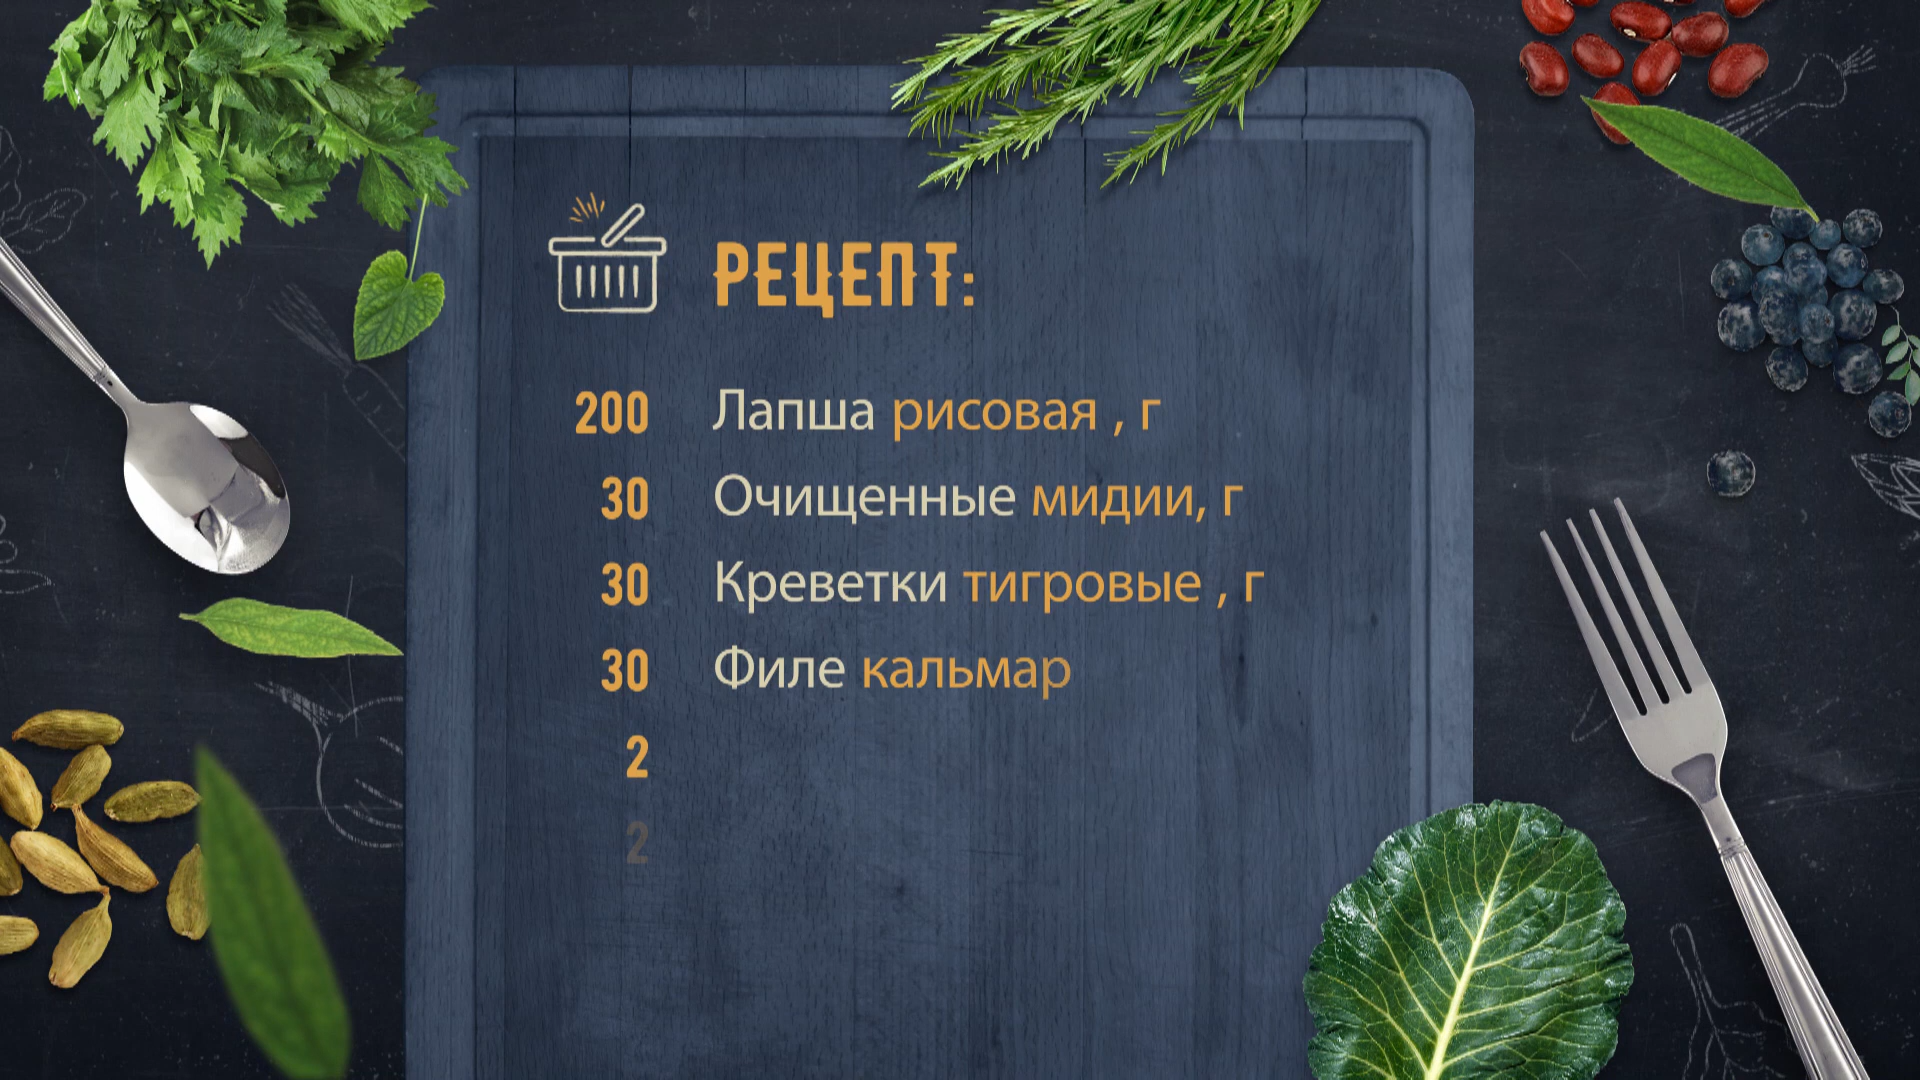 РЕЦЕПТ:
200 Лапша рисовая , г
30 Очищенные мидии, г
30 Креветки тигровые , г
30 Филе кальмар
2
2